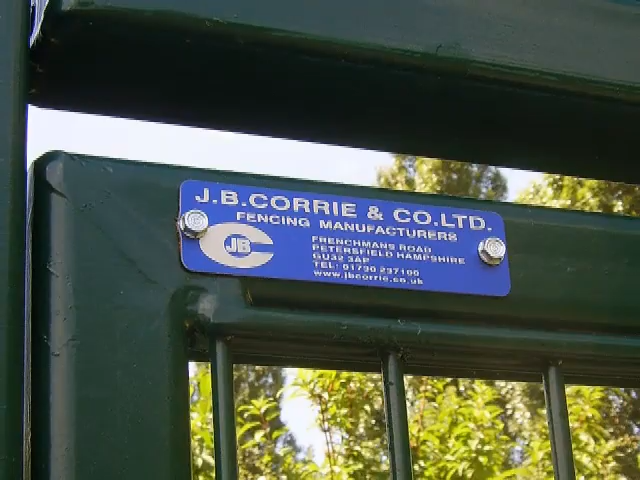 J.B.CORRIE & CO.LTD.
FENCING MANUFACTURERS
JB
FRENCHMANS ROAD
PETERSFIELD HAMPSHIRE
GU32 3AP
TEL: 01730 237100
www.jbcorrie.co.uk